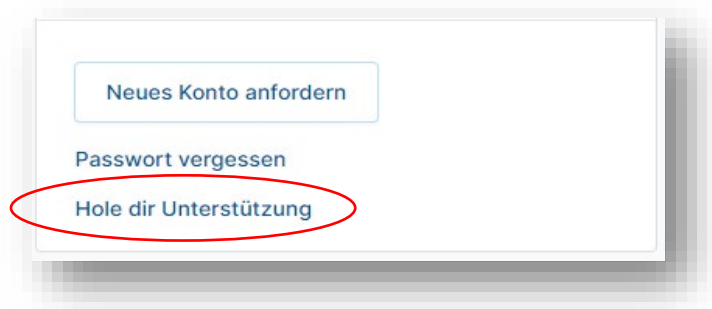 Neues Konto anfordern
Passwort vergessen
Hole dir Unterstützung